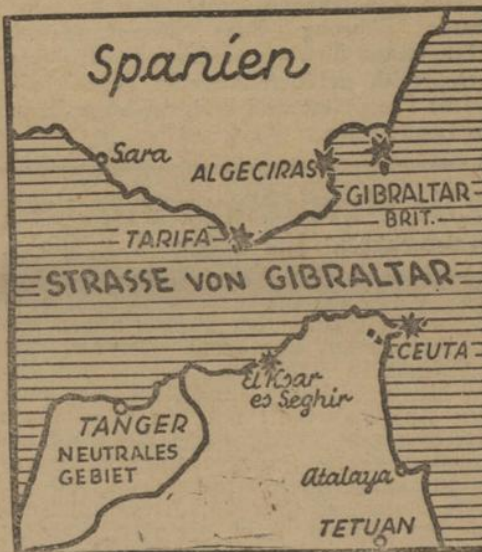 Spanien
Sara
ALGECIRAS
GIBRALTAR
BRIT.
TARIFA
STRASSE VON GIBRALTAR
CEUTA
El Ksar
es Seghir
TANGER
NEUTRALES
GEBIET
Atalaya
TETUAN